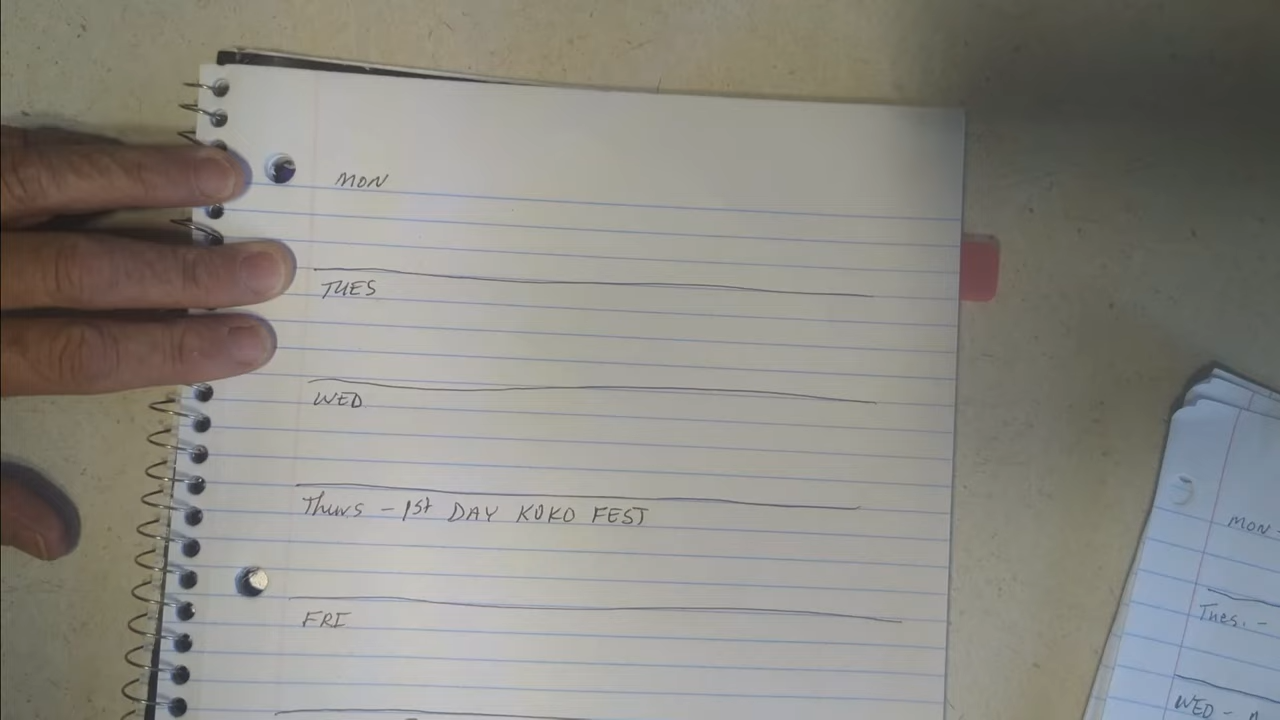 MON
TUES
WED
Thurs - 1st DAY KOKO FEST
FRI
MON -
Tues. -
WED -